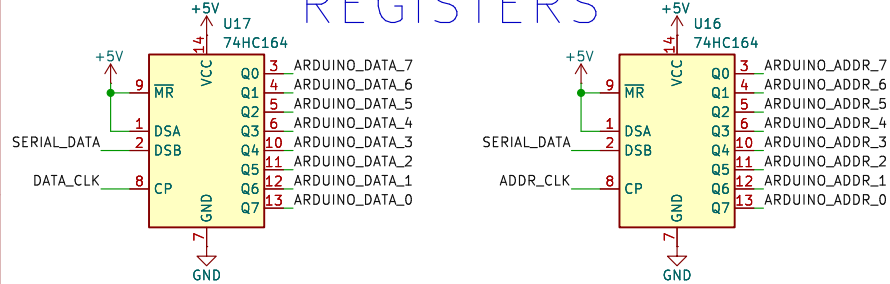 REGISTERS
+5V
U17
74HC164
+5V
14
VCC
9
MR
1
DSA
SERIAL_DATA
2
DSB
DATA_CLK
8
CP
Q0
3
ARDUINO_DATA_7
Q1
4
ARDUINO_DATA_6
Q2
5
ARDUINO_DATA_5
Q3
6
ARDUINO_DATA_4
Q4
10
ARDUINO_DATA_3
Q5
11
ARDUINO_DATA_2
Q6
12
ARDUINO_DATA_1
Q7
13
ARDUINO_DATA_0
GND
7
GND
+5V
U16
74HC164
+5V
14
VCC
9
MR
1
DSA
SERIAL_DATA
2
DSB
ADDR_CLK
8
CP
Q0
3
ARDUINO_ADDR_7
Q1
4
ARDUINO_ADDR_6
Q2
5
ARDUINO_ADDR_5
Q3
6
ARDUINO_ADDR_4
Q4
10
ARDUINO_ADDR_3
Q5
11
ARDUINO_ADDR_2
Q6
12
ARDUINO_ADDR_1
Q7
13
ARDUINO_ADDR_0
GND
7
GND